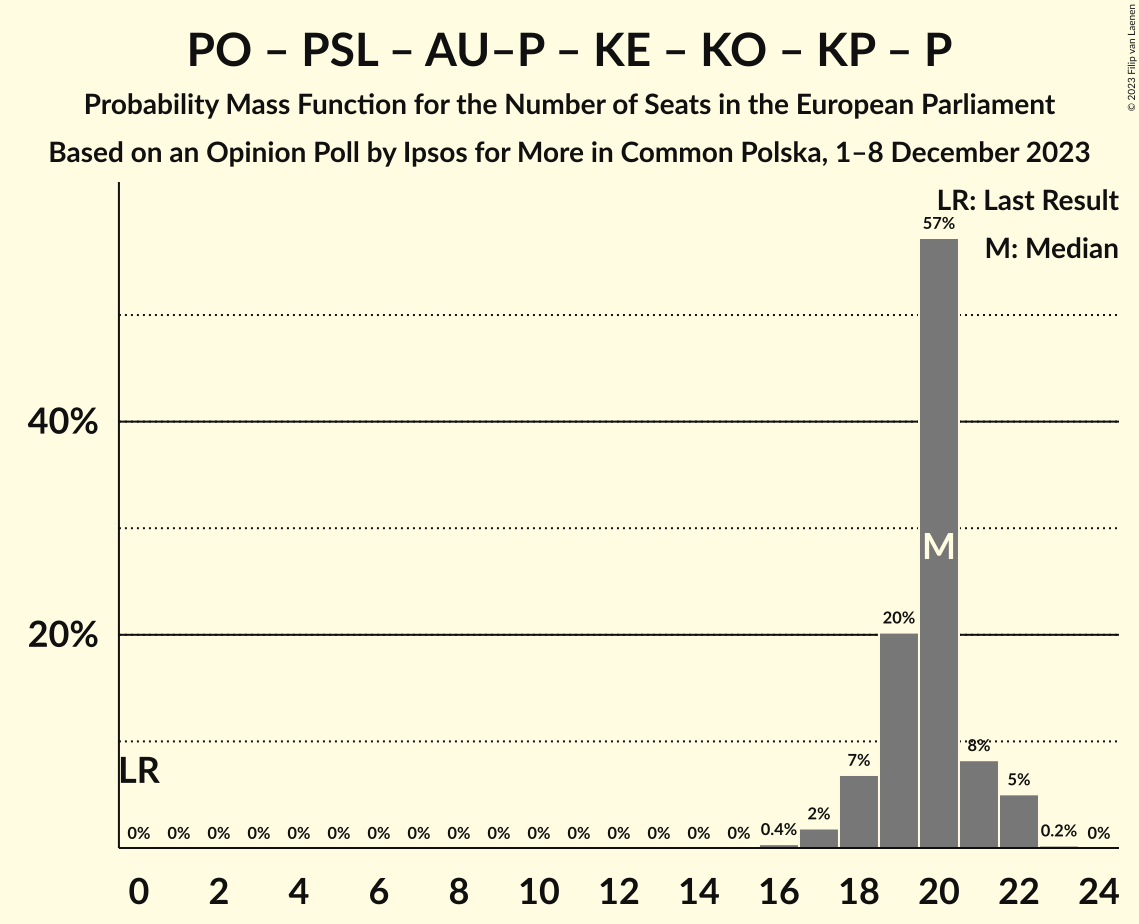 PO – PSL – AU–P – KE – KO – KP – P
Probability Mass Function for the Number of Seats in the European Parliament
Based on an Opinion Poll by Ipsos for More in Common Polska, 1–8 December 2023
© 2023 Filip van Laenen
LR: Last Result
M: Median
57%
40%
M
20%
20%
8%
7%
5%
2%
LR
0% 0% 0% 0% 0% 0% 0% 0% 0% 0% 0% 0% 0% 0% 0% 0% 0.4% 0.2% 0%
0 2 4 6 8 10 12 14 16 18 20 22 24